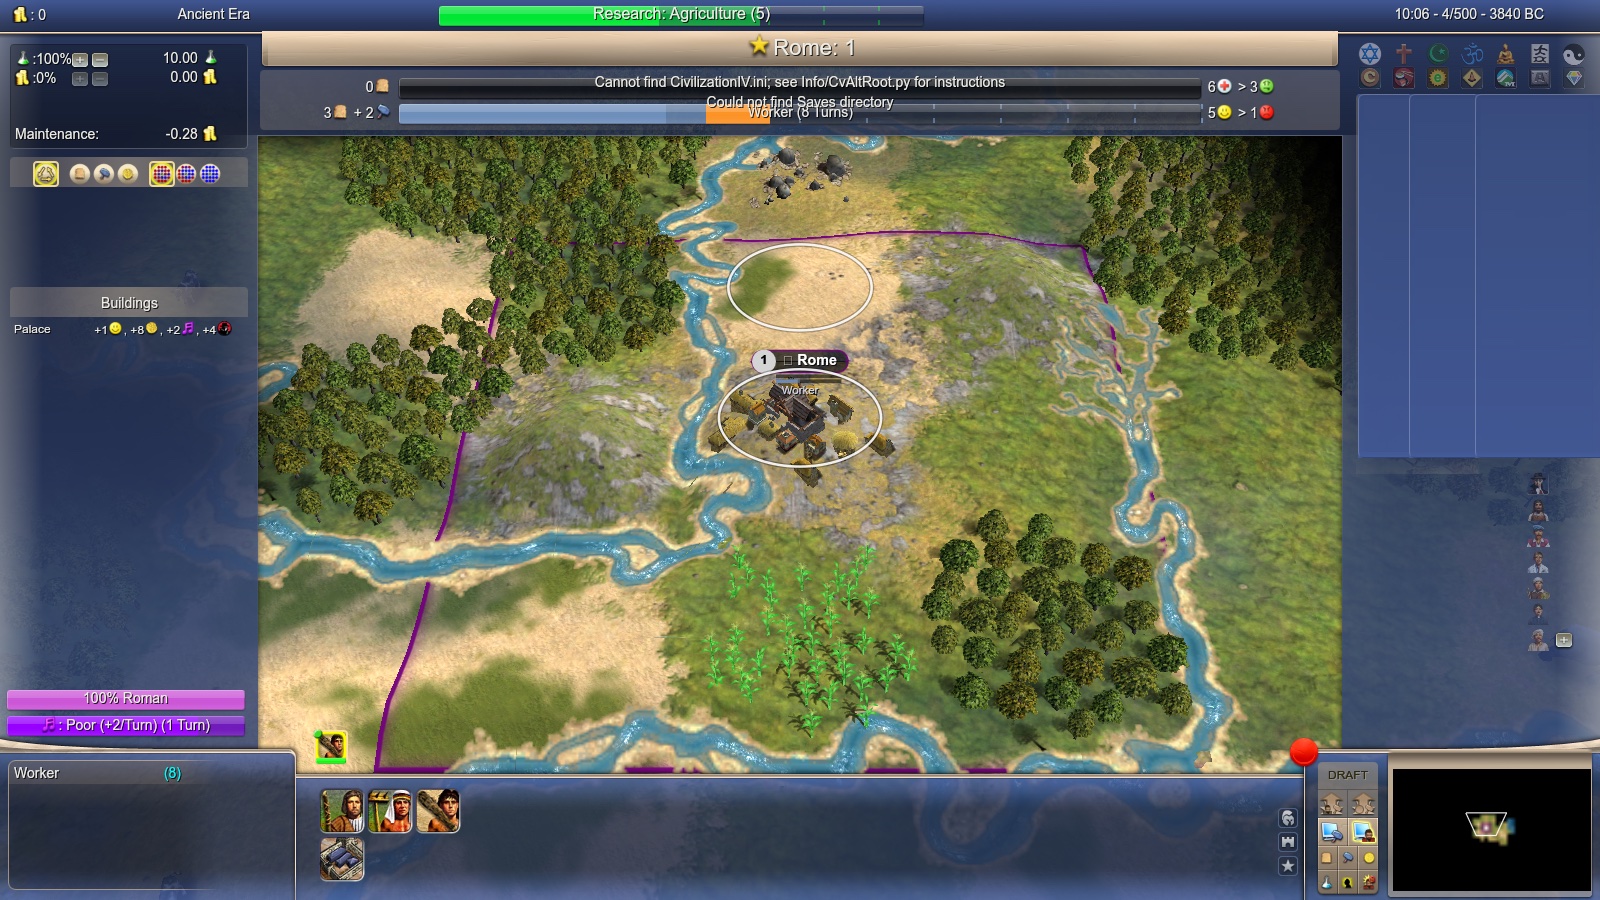 : 0
Ancient Era
Research: Agriculture (5)
10:06 - 4/500 - 3840 BC
Rome: 1
:100%
10.00
:0%
0.00
Maintenance:
-0.28
0
Cannot find CivilizationIV.ini; see Info/CvAltRoot.py for instructions
6 > 3
Could not find Saves directory
3 + 2
Worker (8 Turns)
5 > 1
Buildings
Palace
+1 , +8 , +2 , +4
1 □ Rome
Worker
100% Roman
: Poor (+2/Turn) (1 Turn)
Worker (8)
DRAFT